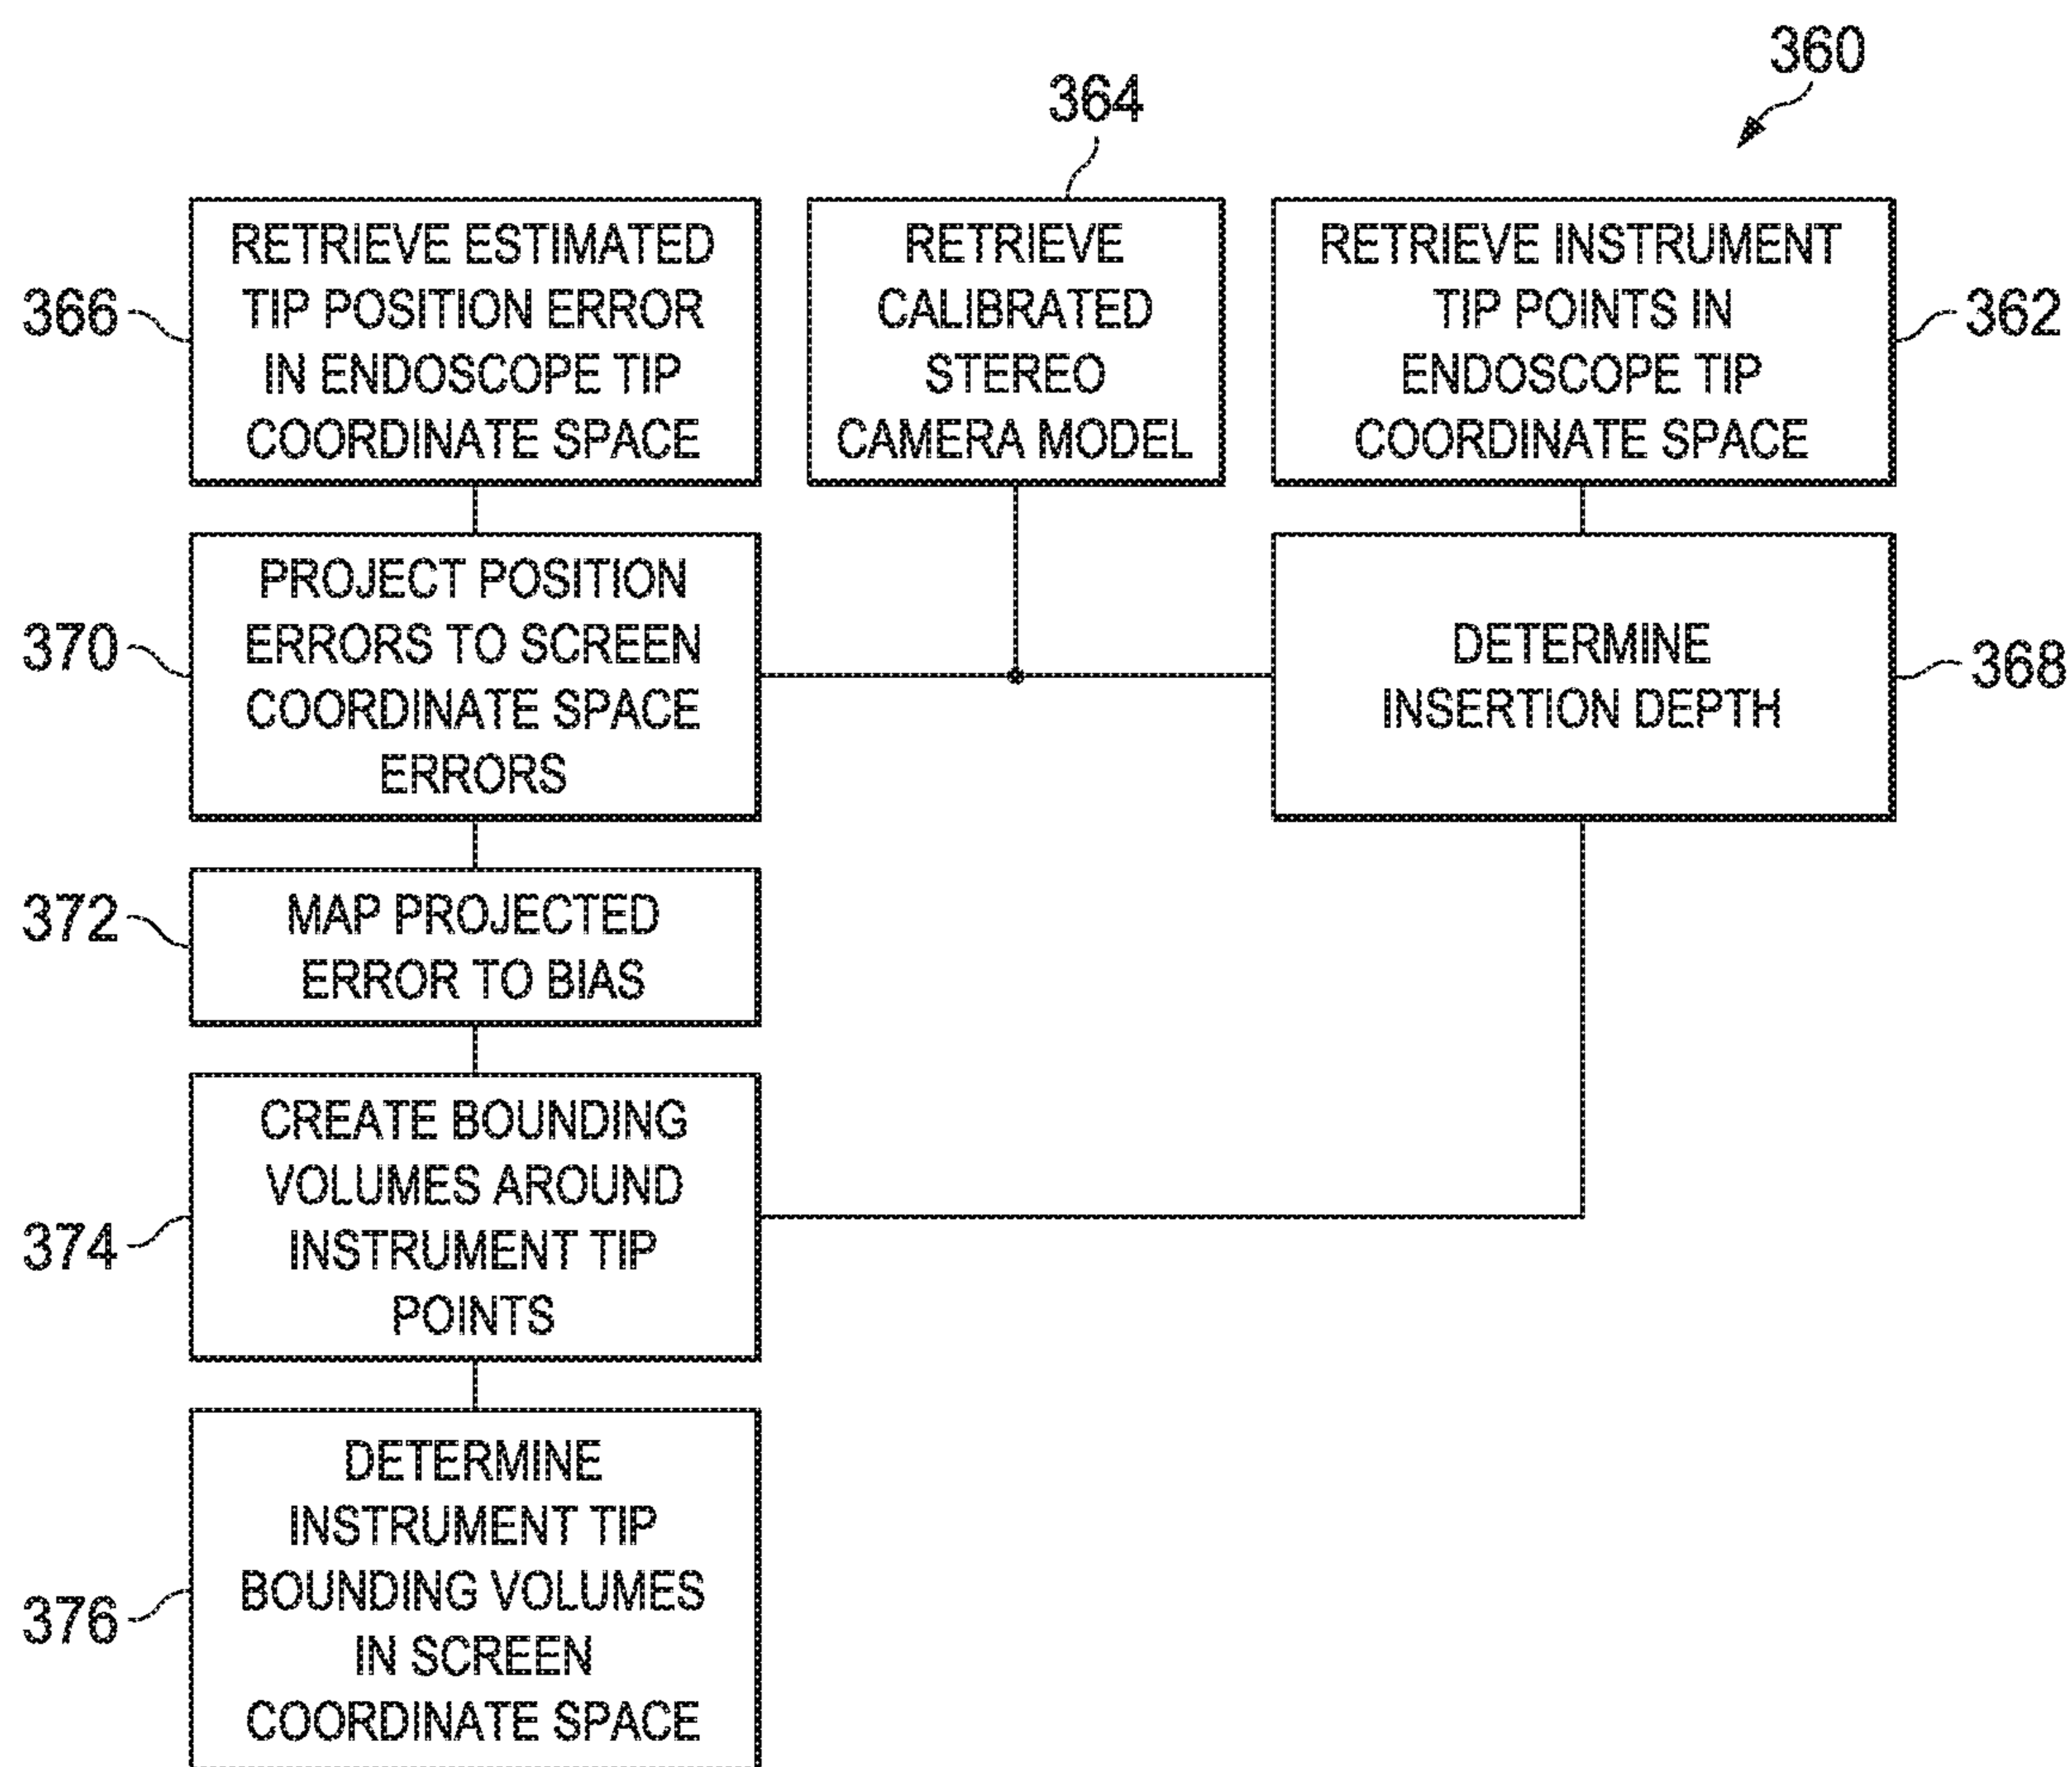 360
364
366
RETRIEVE ESTIMATED
TIP POSITION ERROR
IN ENDOSCOPE TIP
COORDINATE SPACE
RETRIEVE
CALIBRATED
STEREO
CAMERA MODEL
RETRIEVE INSTRUMENT
TIP POINTS IN
ENDOSCOPE TIP
COORDINATE SPACE
362
370
PROJECT POSITION
ERRORS TO SCREEN
COORDINATE SPACE
ERRORS
DETERMINE
INSERTION DEPTH
368
372
MAP PROJECTED
ERROR TO BIAS
374
CREATE BOUNDING
VOLUMES AROUND
INSTRUMENT TIP
POINTS
376
DETERMINE
INSTRUMENT TIP
BOUNDING VOLUMES
IN SCREEN
COORDINATE SPACE